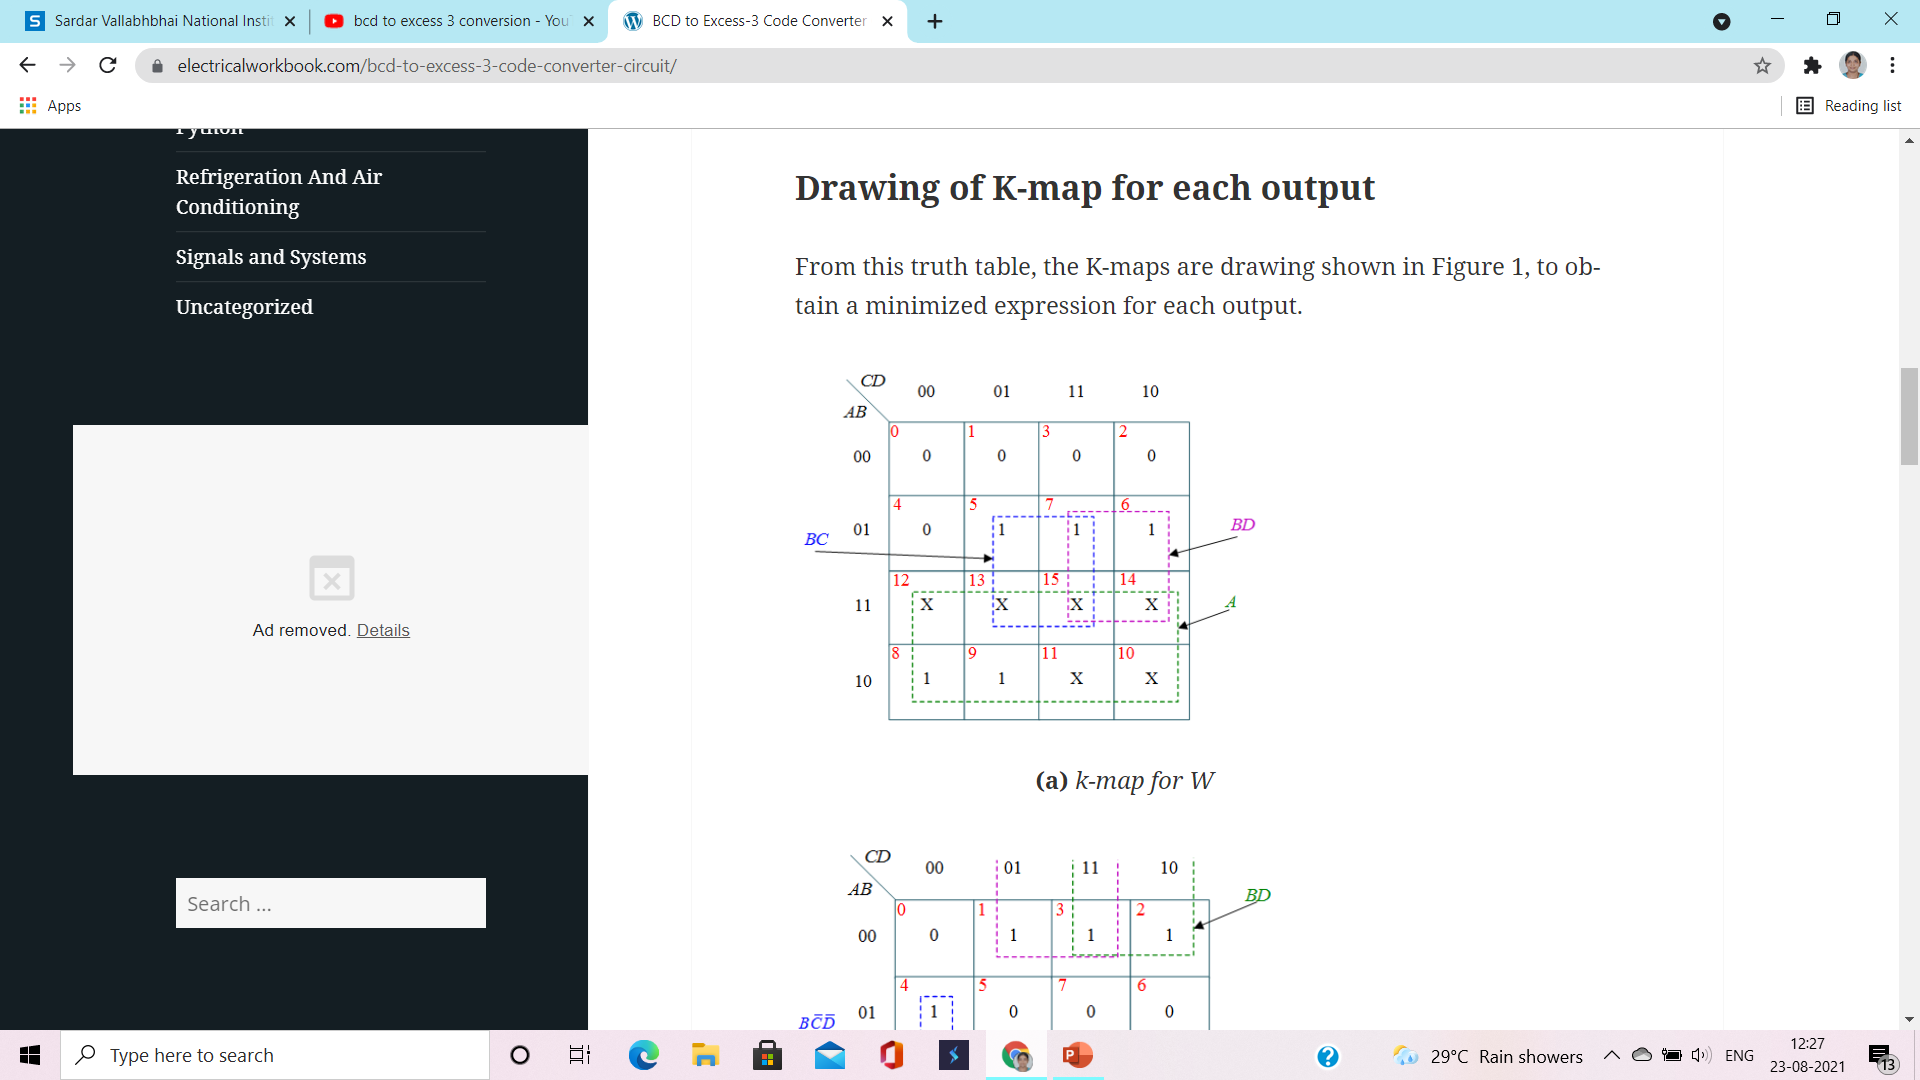 Sardar Vallabhbhai National Insti
bcd to excess 3 conversion - You
BCD to Excess-3 Code Converter
electricalworkbook.com/bcd-to-excess-3-code-converter-circuit/
Apps
Reading list
Python
Refrigeration And Air
Conditioning
Signals and Systems
Uncategorized
Ad removed. Details
Search ...
Drawing of K-map for each output
From this truth table, the K-maps are drawing shown in Figure 1, to ob-
tain a minimized expression for each output.
CD 00 01 11 10
AB
0 1 3 2
00 0 0 0 0
4 5 7 6
01 0 1 1 1
BC
BD
12 13 15 14
11 X X X X
A
8 9 11 10
10 1 1 X X
(a) k-map for W
CD 00 01 11 10
AB
BD
0 1 3 2
00 0 1 1 1
4 5 7 6
01 1 0 0 0
BC̅D̅
Type here to search
29°C Rain showers
ENG
12:27
23-08-2021
13